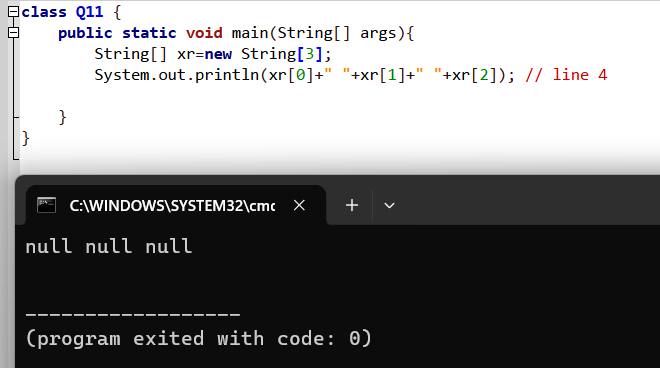 class Q11 {
    public static void main(String[] args){
        String[] xr=new String[3];
        System.out.println(xr[0]+" "+xr[1]+" "+xr[2]); // line 4
    }
}
C:\WINDOWS\SYSTEM32\cmc
null null null
------------------
(program exited with code: 0)